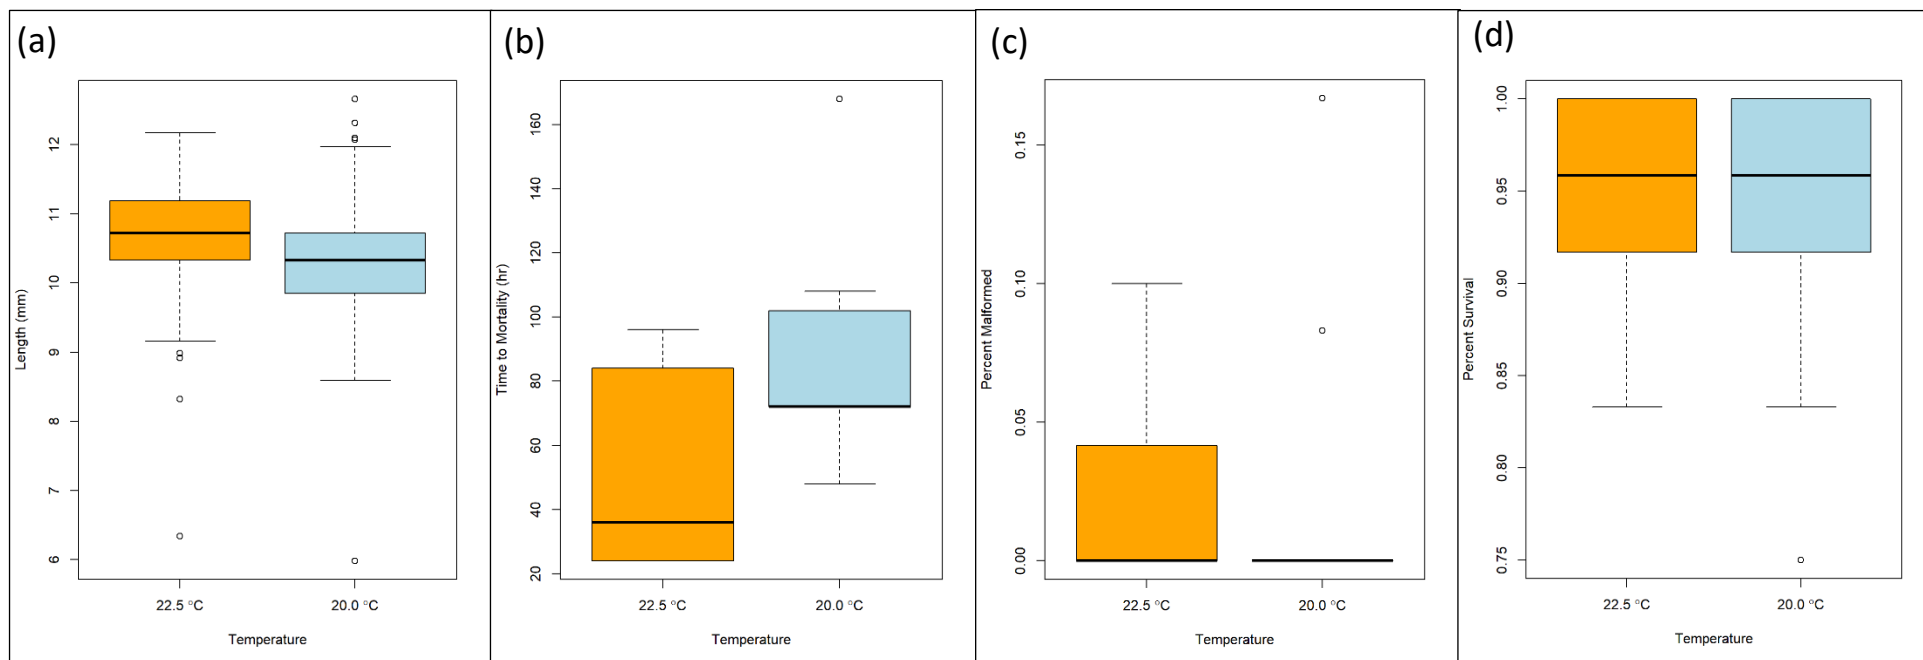 (a)
Length (mm)
12
11
10
9
8
7
6
22.5 °C
20.0 °C
Temperature
(b)
Time to Mortality (hr)
160
140
120
100
80
60
40
20
22.5 °C
20.0 °C
Temperature
(c)
Percent Malformed
0.15
0.10
0.05
0.00
22.5 °C
20.0 °C
Temperature
(d)
Percent Survival
1.00
0.95
0.90
0.85
0.80
0.75
22.5 °C
20.0 °C
Temperature